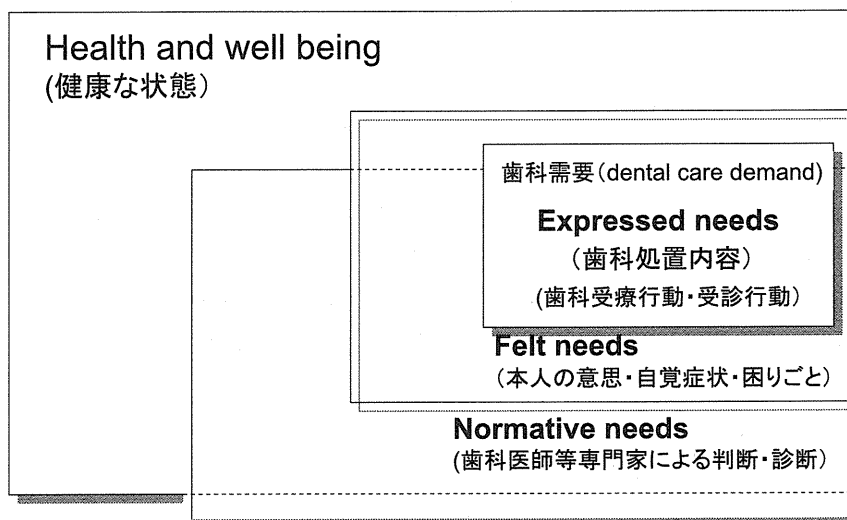 Health and well being
(健康な状態)
歯科需要(dental care demand)
Expressed needs
(歯科処置内容)
(歯科受療行動・受診行動)
Felt needs
(本人の意思・自覚症状・困りごと)
Normative needs
(歯科医師等専門家による判断・診断)